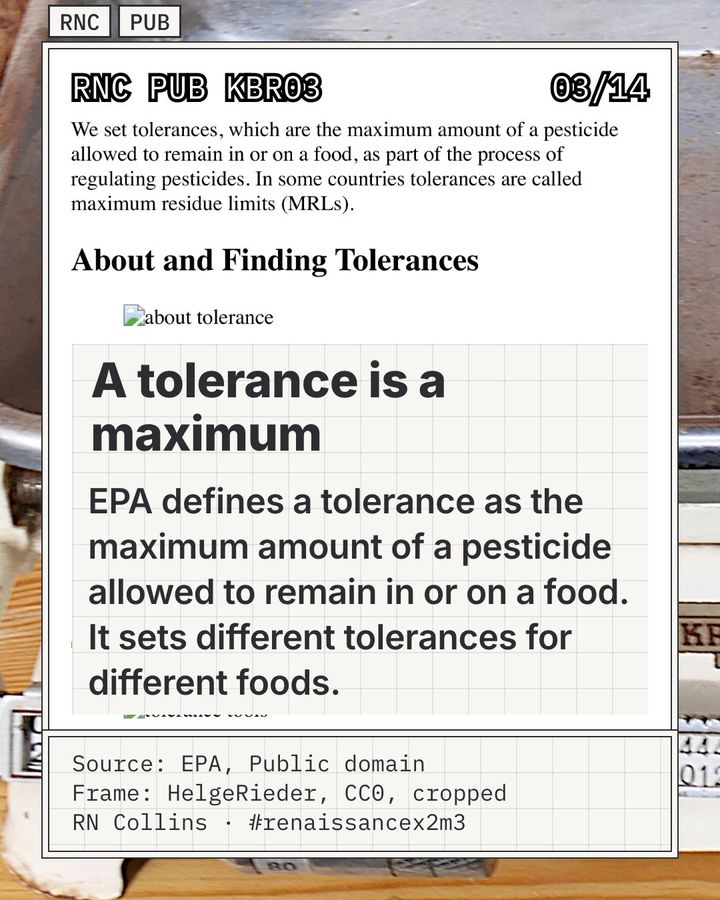 RNC PUB
RNC PUB KBR03 03/14
We set tolerances, which are the maximum amount of a pesticide
allowed to remain in or on a food, as part of the process of
regulating pesticides. In some countries tolerances are called
maximum residue limits (MRLs).
About and Finding Tolerances
about tolerance
A tolerance is a
maximum
EPA defines a tolerance as the
maximum amount of a pesticide
allowed to remain in or on a food.
It sets different tolerances for
different foods.
KR
444
012
Source: EPA, Public domain
Frame: HelgeRieder, CC0, cropped
RN Collins · #renaissancex2m3
80